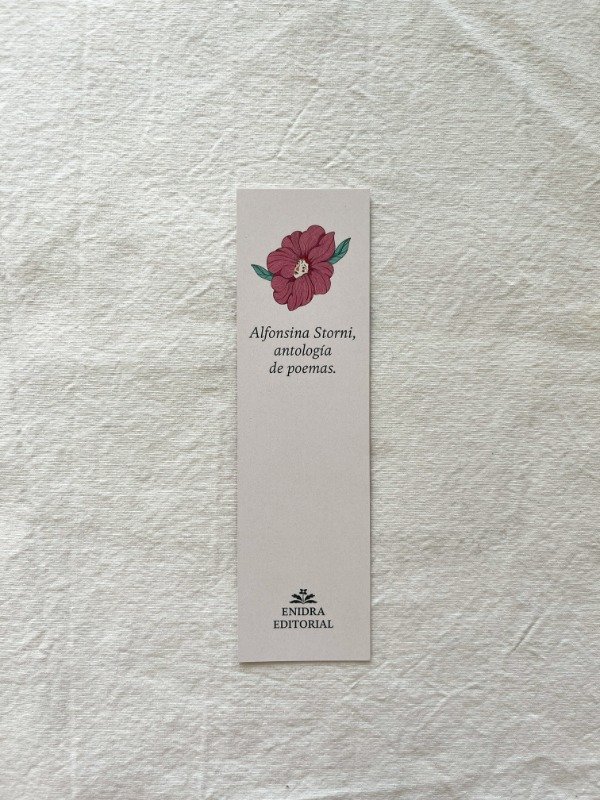 Alfonsina Storni,
antología
de poemas.
ENIDRA
EDITORIAL